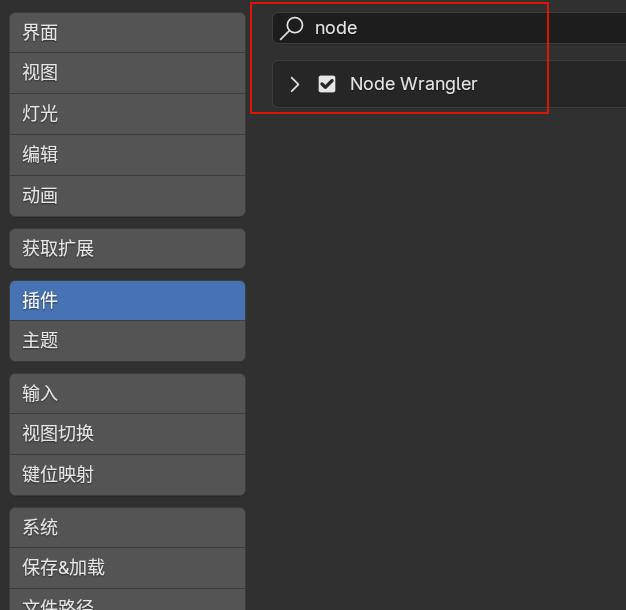 界面
视图
灯光
编辑
动画
获取扩展
插件
主题
输入
视图切换
键位映射
系统
保存&加载
文件路径
node
Node Wrangler